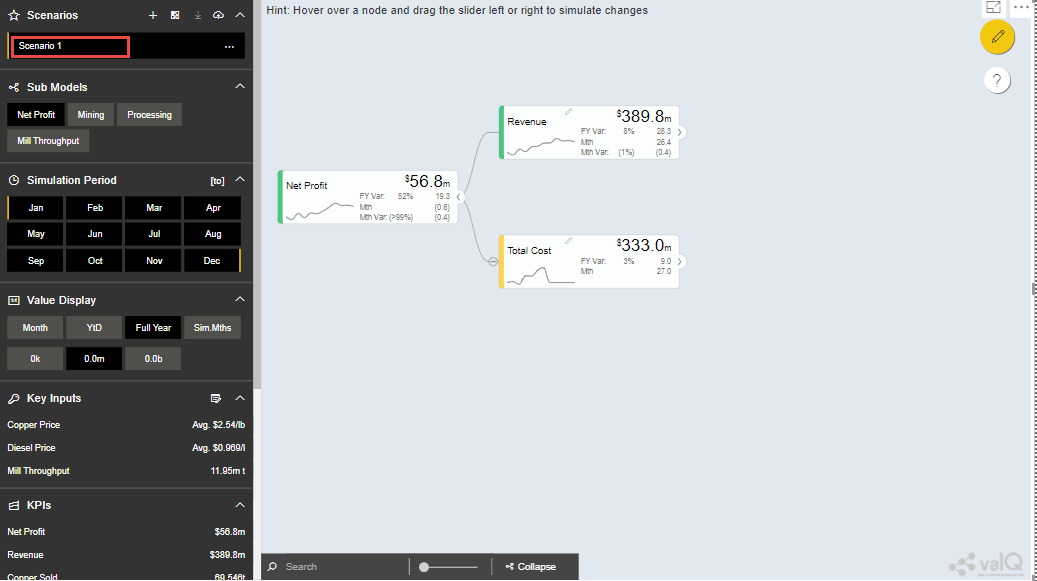 Scenarios
Scenario 1
Sub Models
Net Profit Mining Processing
Mill Throughput
Simulation Period [to]
Jan Feb Mar Apr
May Jun Jul Aug
Sep Oct Nov Dec
Value Display
Month YtD Full Year Sim.Mths
0k 0.0m 0.0b
Key Inputs
Copper Price Avg. $2.54/lb
Diesel Price Avg. $0.969/l
Mill Throughput 11.95m t
KPIs
Net Profit $56.8m
Revenue $389.8m
Copper Sold 69,546t
Hint: Hover over a node and drag the slider left or right to simulate changes
?
Net Profit $56.8m
FY Var: 52% 19.3
Mth (0.6)
Mth Var: (>99%) (0.4)
Revenue $389.8m
FY Var: 8% 28.3
Mth 26.4
Mth Var: (1%) (0.4)
Total Cost $333.0m
FY Var: 3% 9.0
Mth 27.0
Search Collapse
valQ